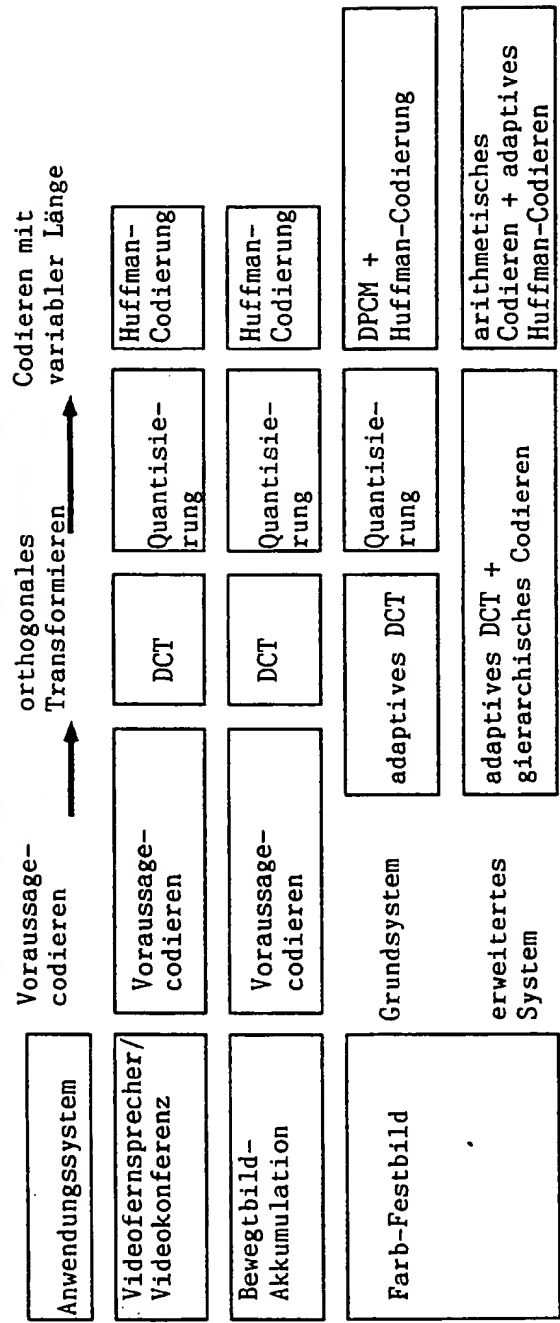 Voraussage-
codieren
orthogonales
Transformieren
Codieren mit
variabler Länge
Anwendungssystem
Videofernsprecher/
Videokonferenz
Voraussage-
codieren
DCT
Quantisie-
rung
Huffman-
Codierung
Bewegtbild-
Akkumulation
Voraussage-
codieren
DCT
Quantisie-
rung
Huffman-
Codierung
Farb-Festbild
Grundsystem
adaptives DCT
Quantisie-
rung
DPCM +
Huffman-Codierung
erweitertes
System
adaptives DCT +
gierarchisches Codieren
arithmetisches
Codieren + adaptives
Huffman-Codieren